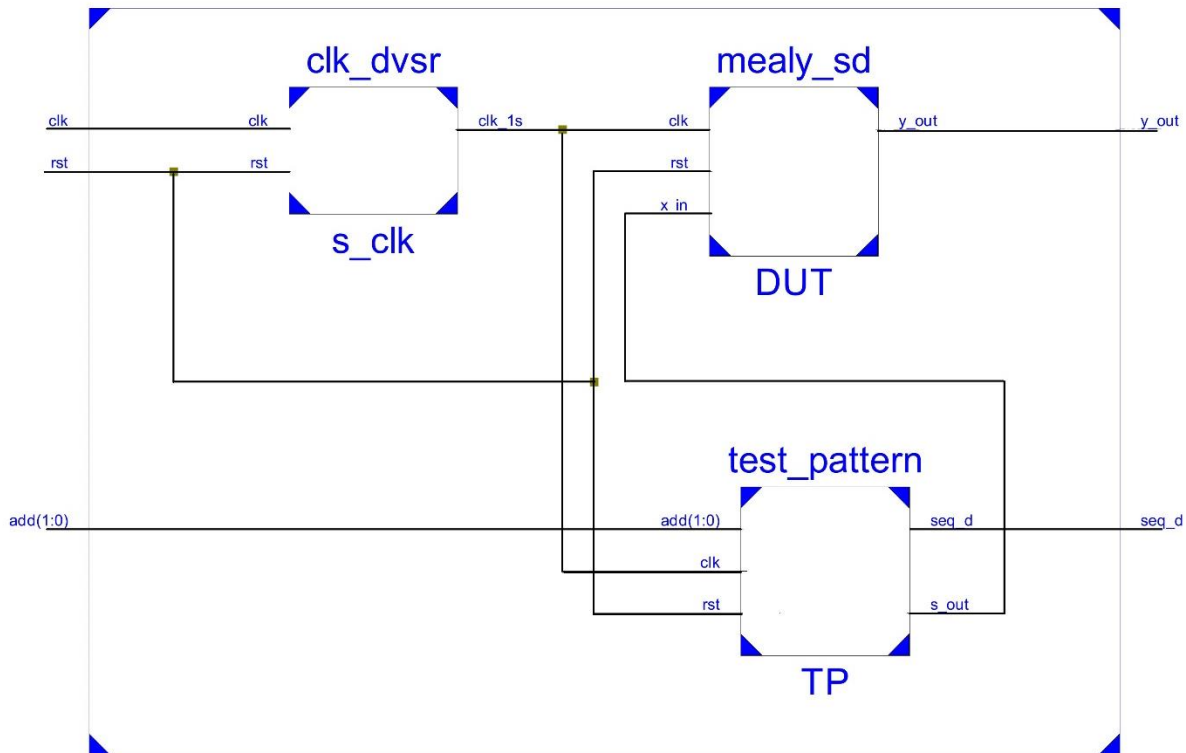 clk_dvsr
mealy_sd
clk
clk
clk_1s
clk
y_out
y_out
rst
rst
rst
x_in
s_clk
DUT
test_pattern
add(1:0)
add(1:0)
seq_d
seq_d
clk
rst
s_out
TP